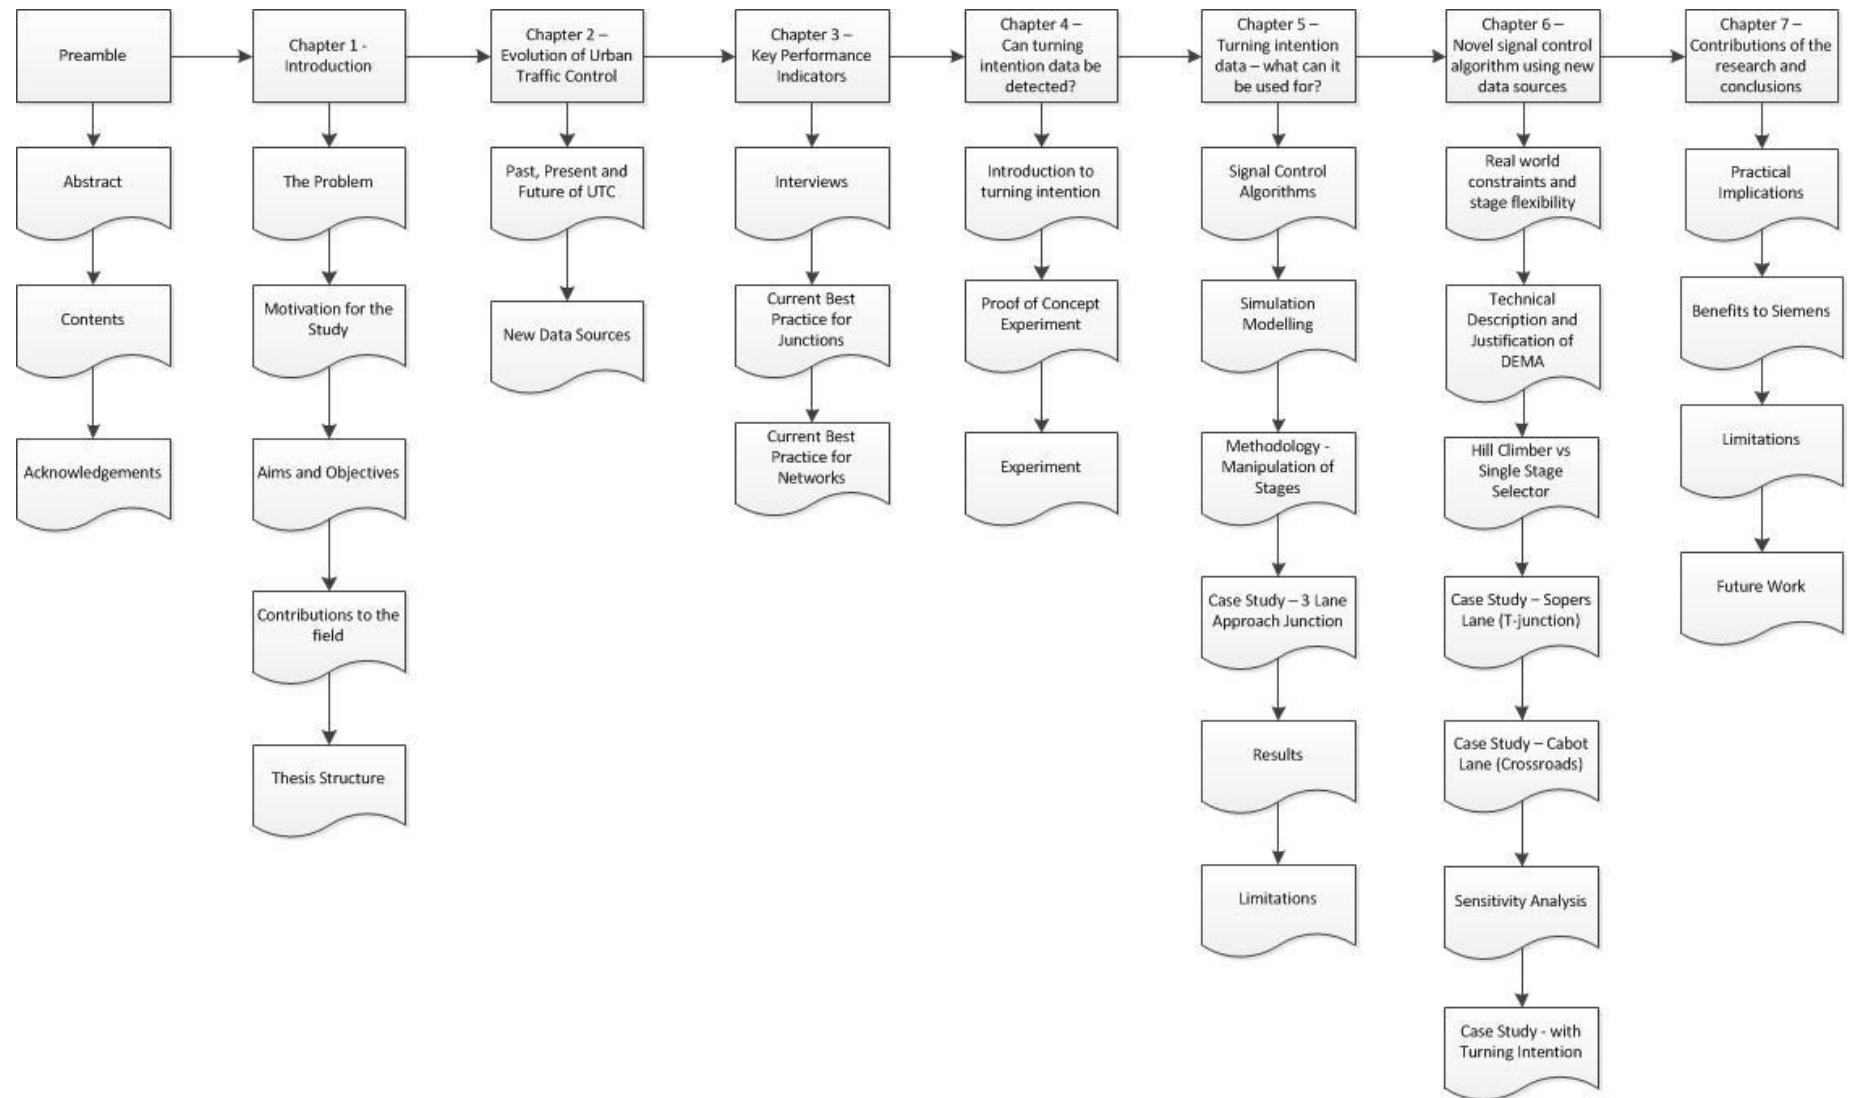 Preamble
Abstract
Contents
Acknowledgements
Chapter 1 -
Introduction
The Problem
Motivation for the
Study
Aims and Objectives
Contributions to the
field
Thesis Structure
Chapter 2 –
Evolution of Urban
Traffic Control
Past, Present and
Future of UTC
New Data Sources
Chapter 3 –
Key Performance
Indicators
Interviews
Current Best
Practice for
Junctions
Current Best
Practice for
Networks
Chapter 4 –
Can turning
intention data be
detected?
Introduction to
turning intention
Proof of Concept
Experiment
Experiment
Chapter 5 –
Turning intention
data – what can it
be used for?
Signal Control
Algorithms
Simulation
Modelling
Methodology -
Manipulation of
Stages
Case Study – 3 Lane
Approach Junction
Results
Limitations
Chapter 6 –
Novel signal control
algorithm using new
data sources
Real world
constraints and
stage flexibility
Technical
Description and
Justification of
DEMA
Hill Climber vs
Single Stage
Selector
Case Study – Sopers
Lane (T-junction)
Case Study – Cabot
Lane (Crossroads)
Sensitivity Analysis
Case Study - with
Turning Intention
Chapter 7 –
Contributions of the
research and
conclusions
Practical
Implications
Benefits to Siemens
Limitations
Future Work